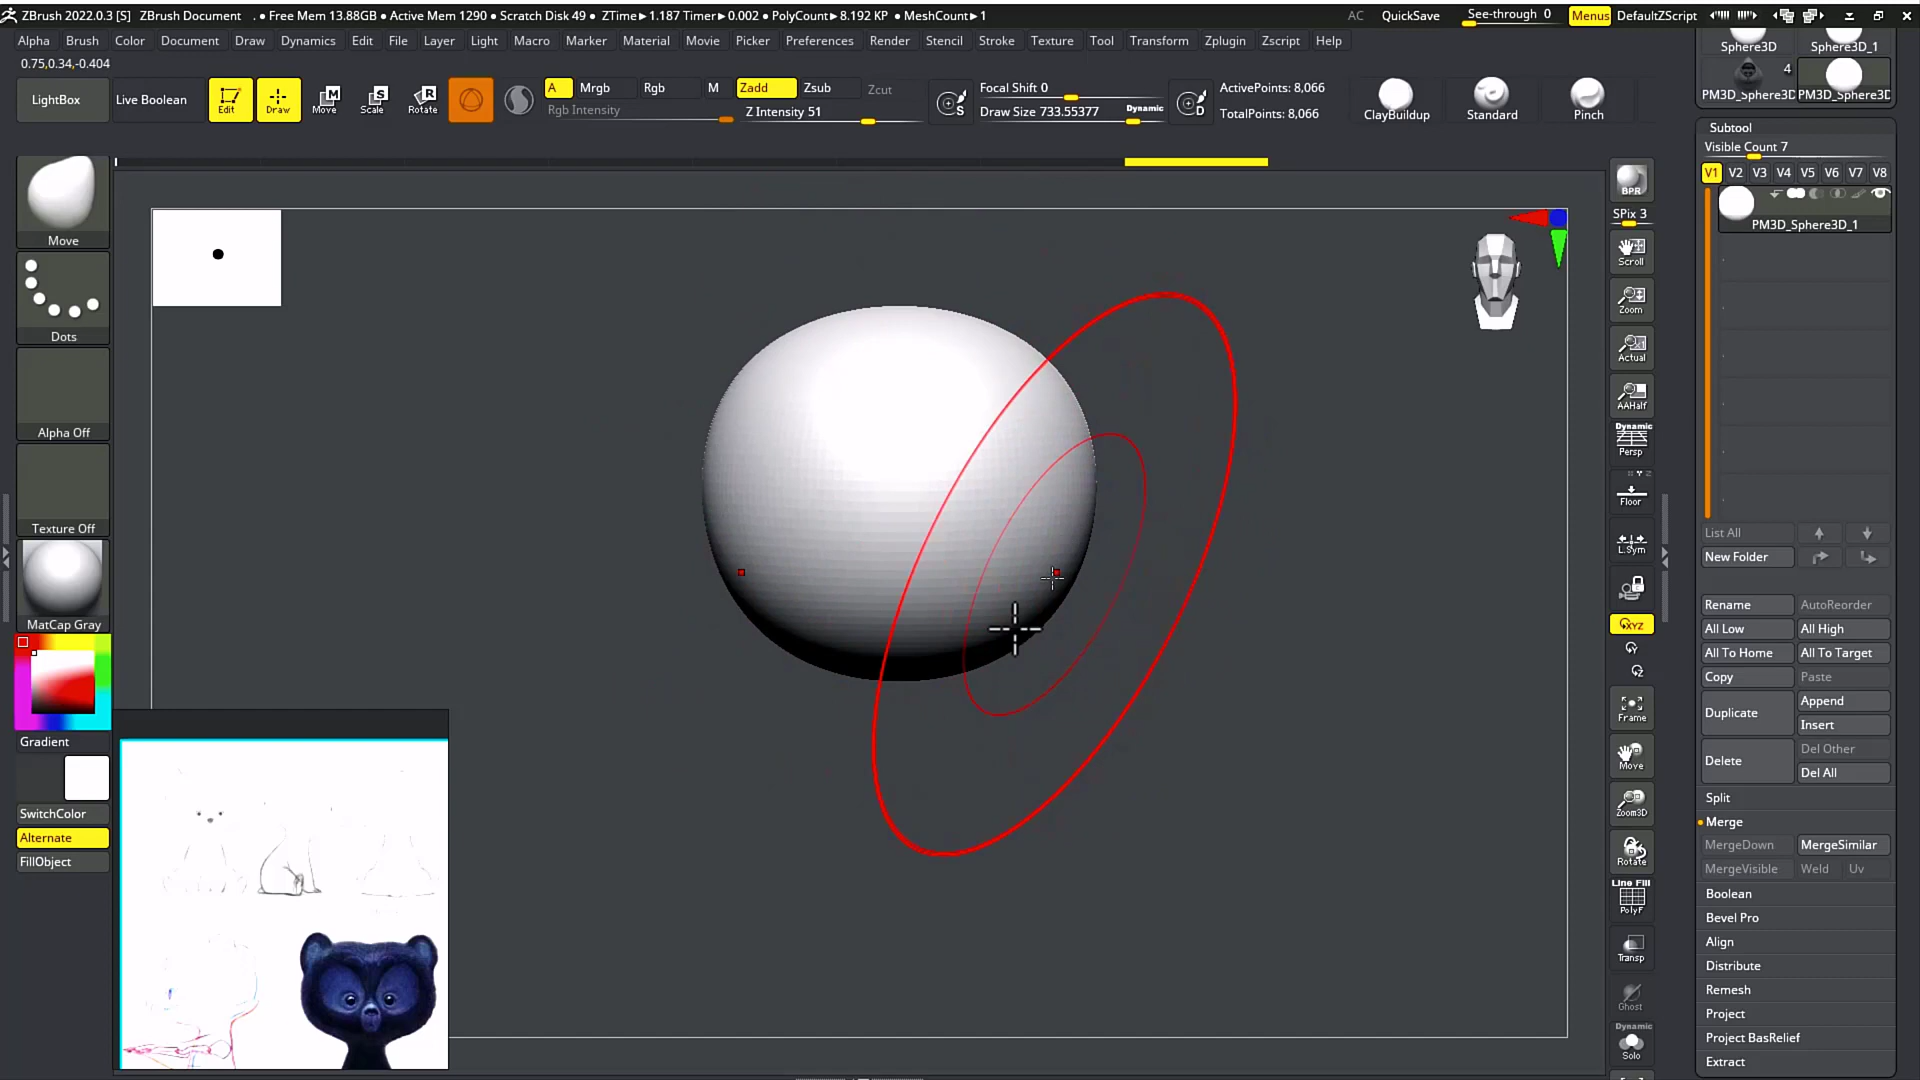 ZBrush 2022.0.3 [S] ZBrush Document . ● Free Mem 13.88GB ● Active Mem 1290 ● Scratch Disk 49 ● ZTime►1.187 Timer►0.002 ● PolyCount►8.192 KP ● MeshCount►1
AC QuickSave See-through 0 Menus DefaultZScript
Alpha Brush Color Document Draw Dynamics Edit File Layer Light Macro Marker Material Movie Picker Preferences Render Stencil Stroke Texture Tool Transform Zplugin Zscript Help
0.75,0.34,-0.404
LightBox Live Boolean Edit Draw Move Scale Rotate
M S R
A Mrgb Rgb M Zadd Zsub Zcut
Rgb Intensity Z Intensity 51
S Focal Shift 0
Draw Size 733.55377 Dynamic D
ActivePoints: 8,066
TotalPoints: 8,066
ClayBuildup Standard Pinch
Sphere3D Sphere3D_1
4
PM3D_Sphere3D PM3D_Sphere3D
Subtool
Visible Count 7
V1 V2 V3 V4 V5 V6 V7 V8
PM3D_Sphere3D_1
List All
New Folder
Rename AutoReorder
All Low All High
All To Home All To Target
Copy Paste
Duplicate Append
Insert
Delete Del Other
Del All
Split
Merge
MergeDown MergeSimilar
MergeVisible Weld Uv
Boolean
Bevel Pro
Align
Distribute
Remesh
Project
Project BasRelief
Extract
Move
Dots
Alpha Off
Texture Off
MatCap Gray
Gradient
SwitchColor
Alternate
FillObject
BPR
SPix 3
Scroll
Zoom
Actual
AAHalf
Dynamic
Persp
Floor
L.Sym
XYZ
Y
Z
Frame
Move
Zoom3D
Rotate
Line Fill
PolyF
Transp
Ghost
Dynamic
Solo